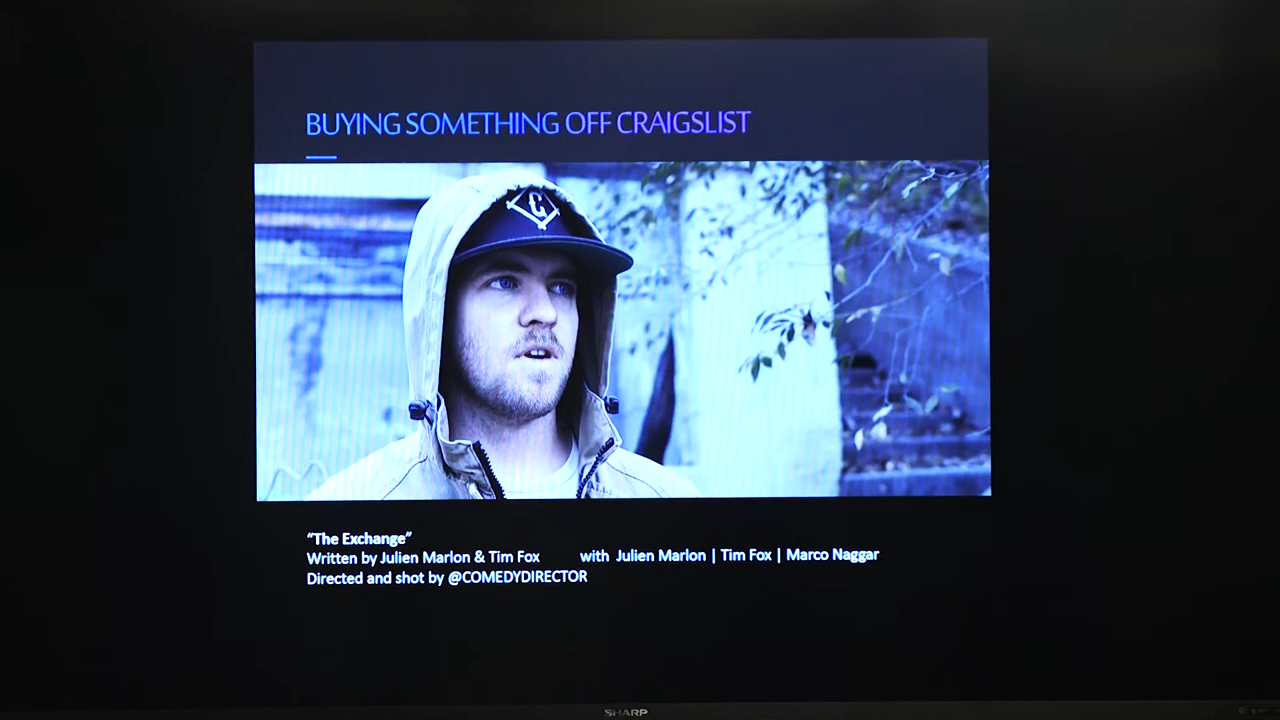 BUYING SOMETHING OFF CRAIGSLIST
C
“The Exchange”
Written by Julien Marlon & Tim Fox with Julien Marlon | Tim Fox | Marco Naggar
Directed and shot by @COMEDYDIRECTOR
SHARP